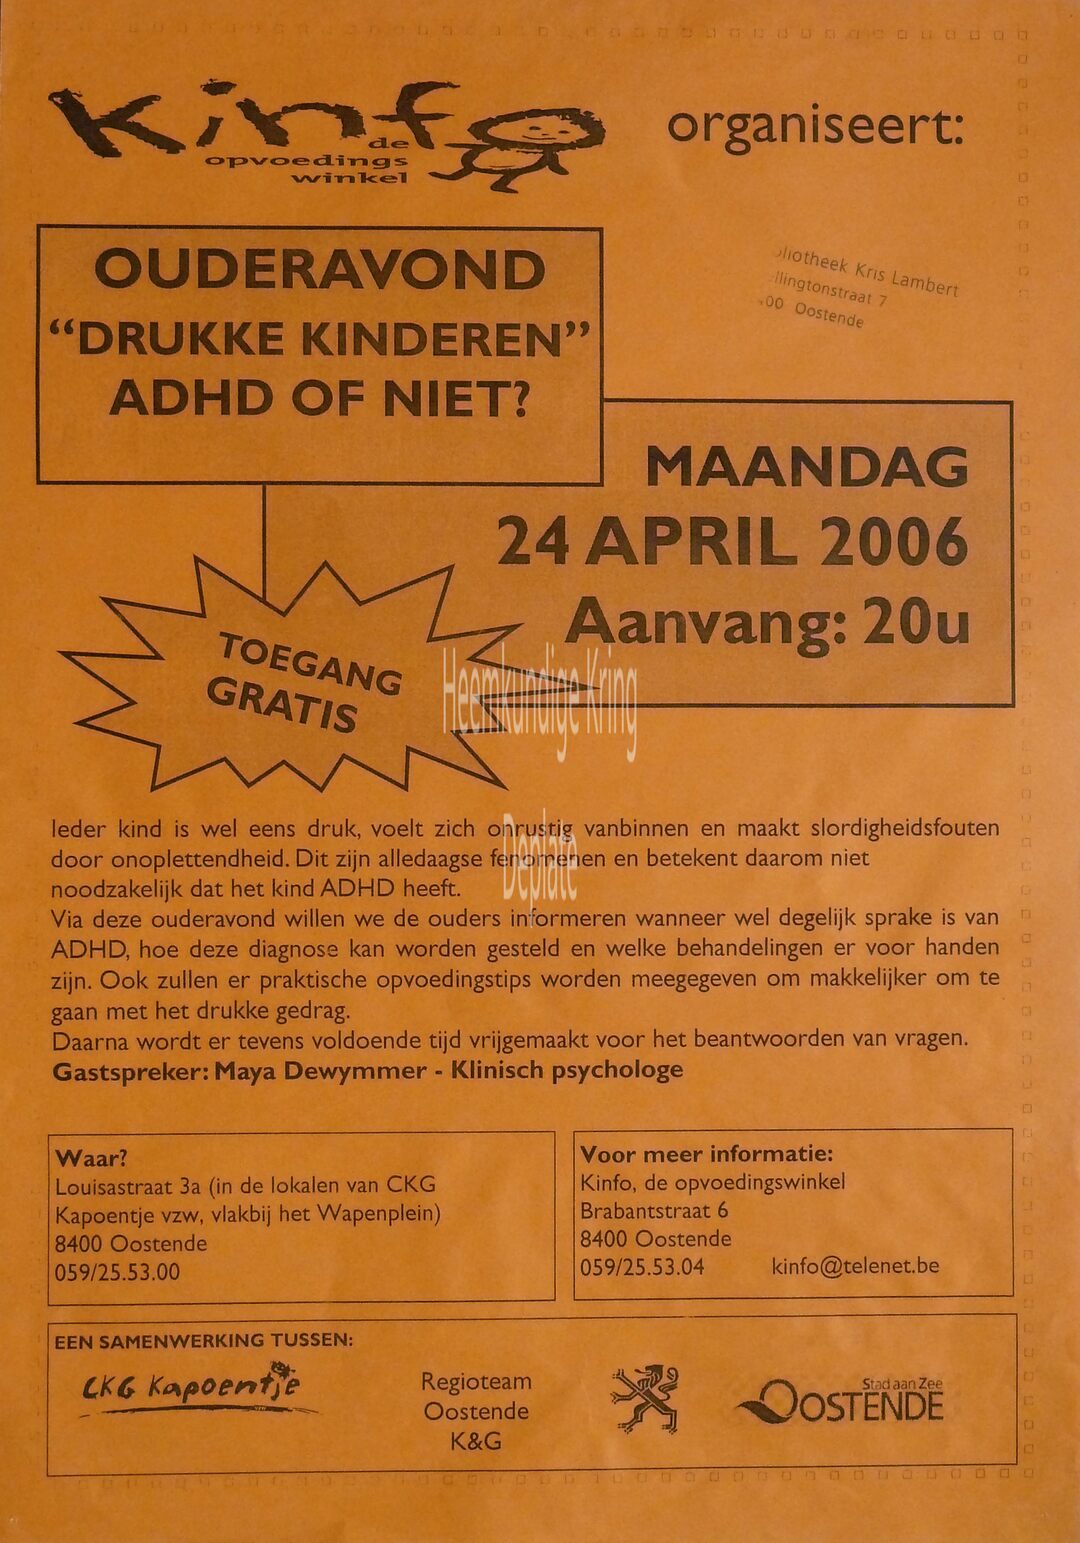 Kinfo
de
opvoedings
winkel
organiseert:
OUDERAVOND
“DRUKKE KINDEREN”
ADHD OF NIET?
Kris Lambert
7
Oostende
MAANDAG
24 APRIL 2006
Aanvang: 20u
TOEGANG
GRATIS
Heemkundige Kring
Deplate
Ieder kind is wel eens druk, voelt zich onrustig vanbinnen en maakt slordigheidsfouten
door onoplettendheid. Dit zijn alledaagse fenomenen en betekent daarom niet
noodzakelijk dat het kind ADHD heeft.
Via deze ouderavond willen we de ouders informeren wanneer wel degelijk sprake is van
ADHD, hoe deze diagnose kan worden gesteld en welke behandelingen er voor handen
zijn. Ook zullen er praktische opvoedingstips worden meegegeven om makkelijker om te
gaan met het drukke gedrag.
Daarna wordt er tevens voldoende tijd vrijgemaakt voor het beantwoorden van vragen.
Gastspreker: Maya Dewymmer - Klinisch psychologe
Waar?
Louisastraat 3a (in de lokalen van CKG
Kapoentje vzw, vlakbij het Wapenplein)
8400 Oostende
059/25.53.00
Voor meer informatie:
Kinfo, de opvoedingswinkel
Brabantstraat 6
8400 Oostende
059/25.53.04 kinfo@telenet.be
EEN SAMENWERKING TUSSEN:
CKG Kapoentje
Regioteam
Oostende
K&G
Stad aan Zee
OOSTENDE